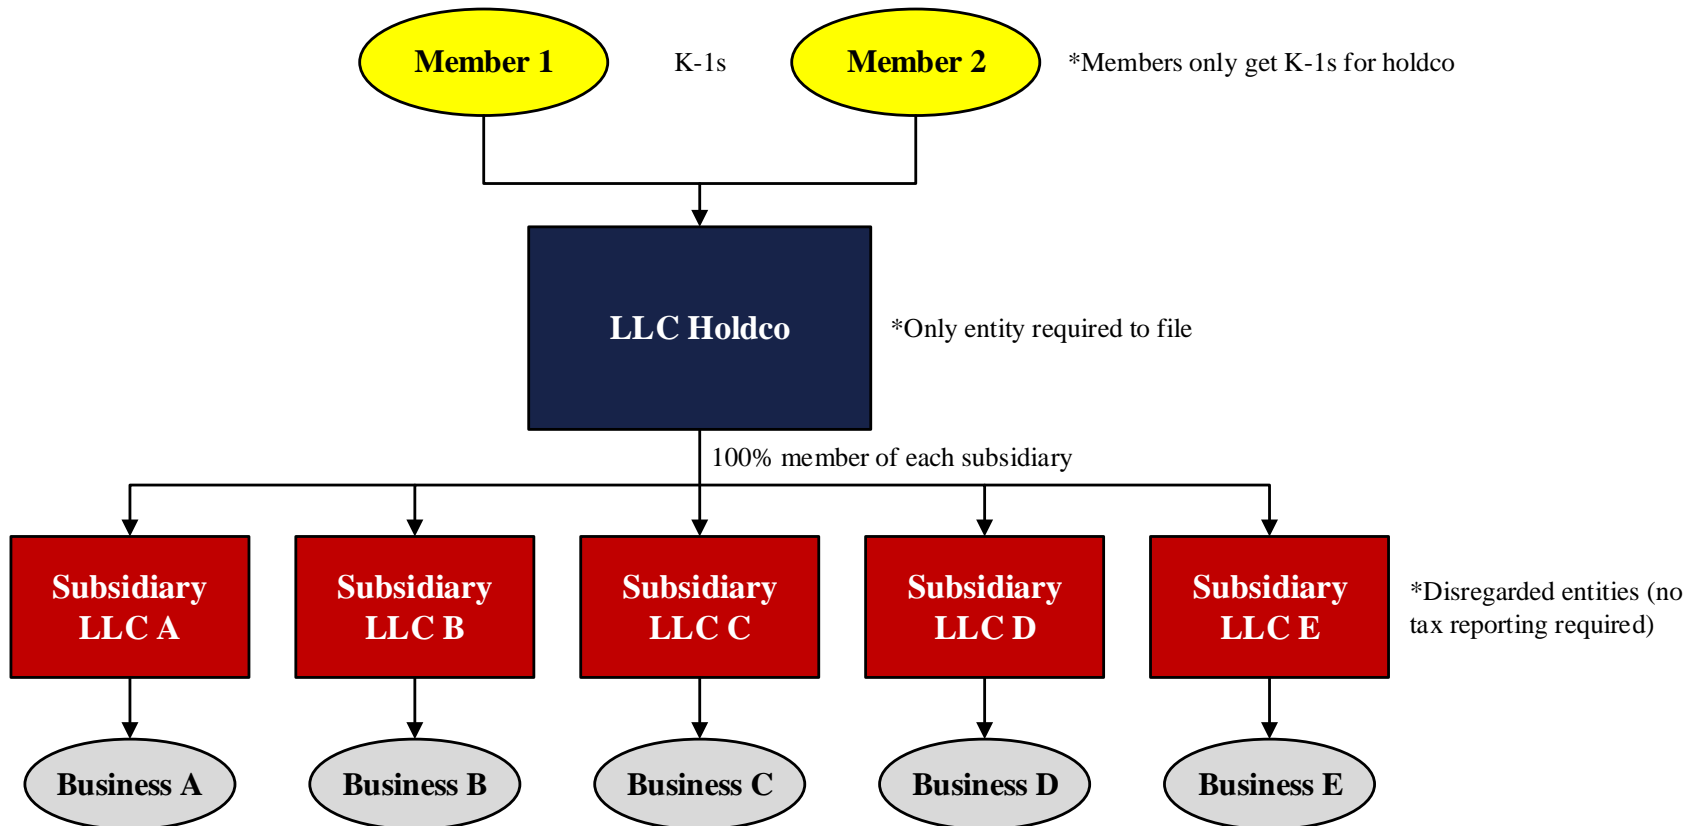 Member 1
K-1s
Member 2
*Members only get K-1s for holdco
LLC Holdco
*Only entity required to file
100% member of each subsidiary
Subsidiary
LLC A
Subsidiary
LLC B
Subsidiary
LLC C
Subsidiary
LLC D
Subsidiary
LLC E
*Disregarded entities (no
tax reporting required)
Business A
Business B
Business C
Business D
Business E